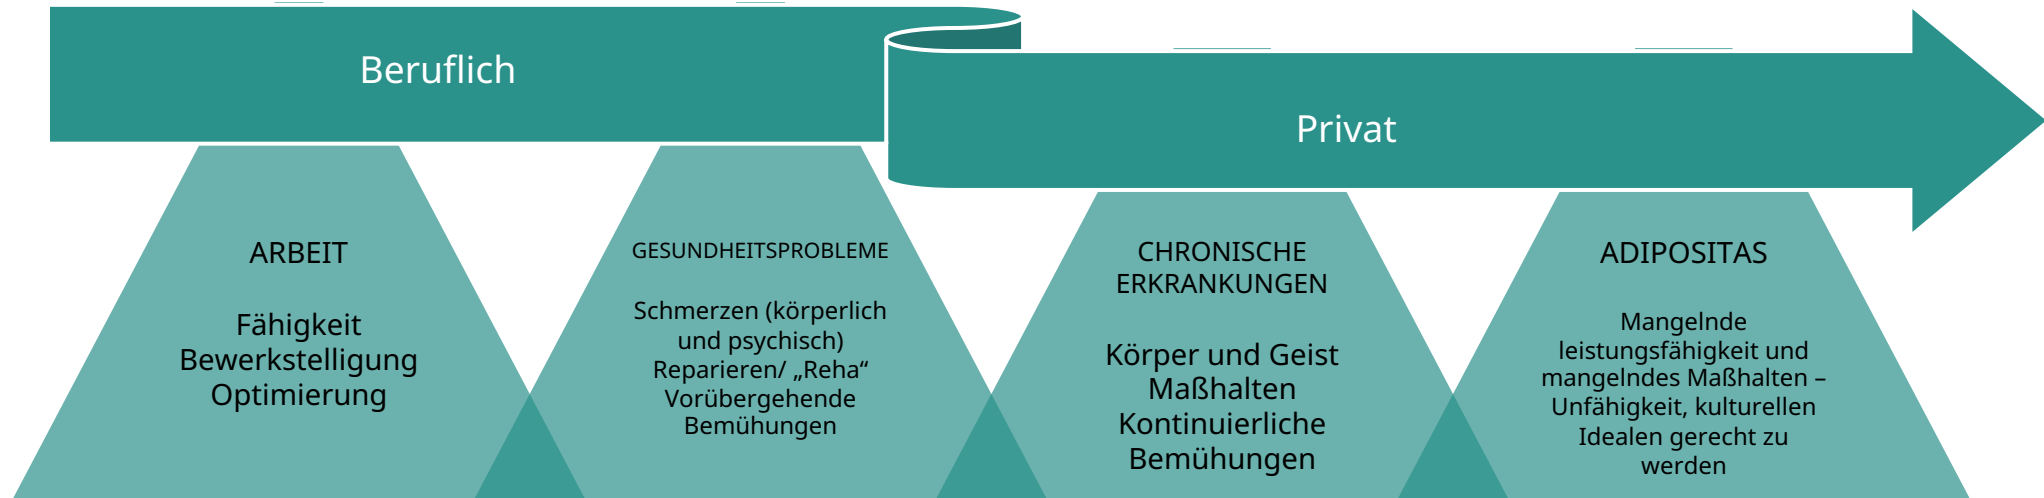 Beruflich
Privat
ARBEIT
Fähigkeit
Bewerkstelligung
Optimierung
GESUNDHEITSPROBLEME
Schmerzen (körperlich
und psychisch)
Reparieren/ „Reha“
Vorübergehende
Bemühungen
CHRONISCHE
ERKRANKUNGEN
Körper und Geist
Maßhalten
Kontinuierliche
Bemühungen
ADIPOSITAS
Mangelnde
leistungsfähigkeit und
mangelndes Maßhalten –
Unfähigkeit, kulturellen
Idealen gerecht zu
werden